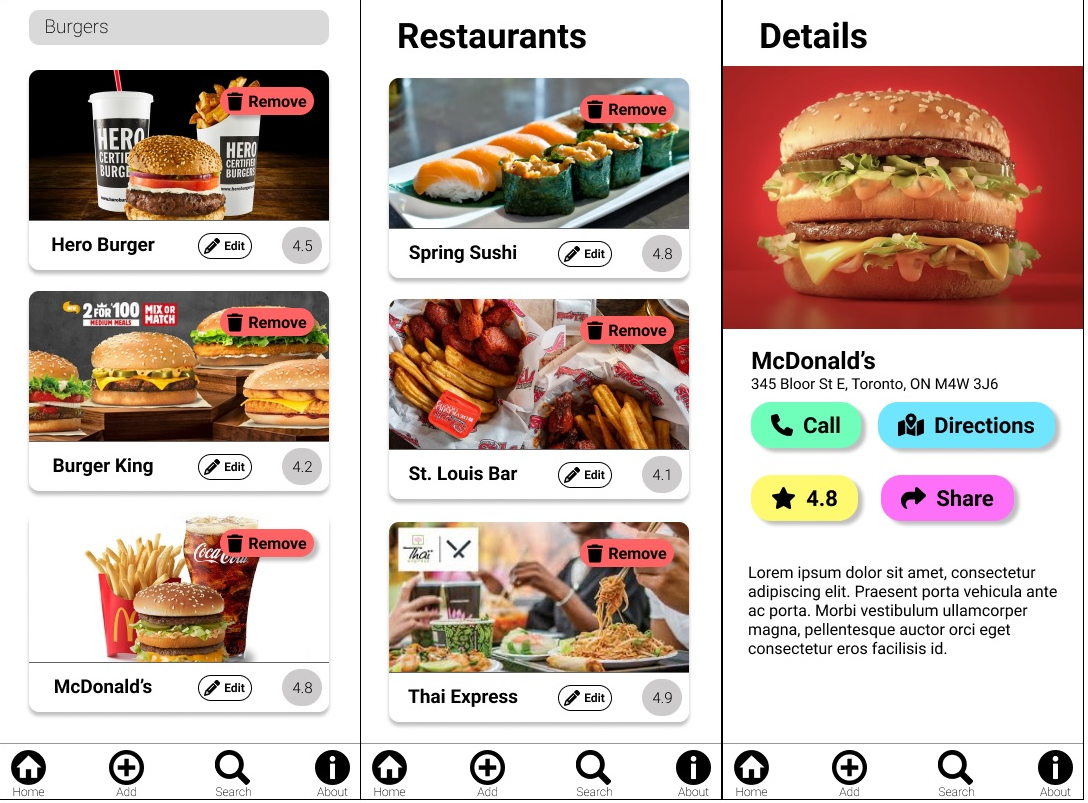 Burgers
Remove
HERO
CERTIFIED
BURGERS
HERO
CERTIFIED
BURGERS
Hero Burger
Edit
4.5
2 FOR 100
MIX OR
MATCH
MEDIUM MEALS
Remove
Burger King
Edit
4.2
Remove
Coca-Cola
McDonald's
Edit
4.8
Home
Add
Search
About
Restaurants
Remove
Spring Sushi
Edit
4.8
Remove
St. Louis Bar
Edit
4.1
Thaï
Remove
Thai Express
Edit
4.9
Home
Add
Search
About
Details
McDonald's
345 Bloor St E, Toronto, ON M4W 3J6
Call
Directions
4.8
Share
Lorem ipsum dolor sit amet, consectetur
adipiscing elit. Praesent porta vehicula ante
ac porta. Morbi vestibulum ullamcorper
magna, pellentesque auctor orci eget
consectetur eros facilisis id.
Home
Add
Search
About